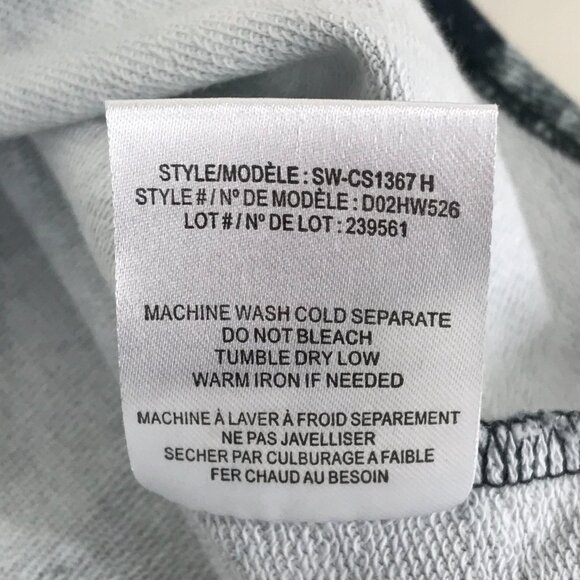 STYLE/MODÈLE : SW-CS1367 H
STYLE # / Nº DE MODÈLE : D02HW526
LOT # / Nº DE LOT : 239561
MACHINE WASH COLD SEPARATE
DO NOT BLEACH
TUMBLE DRY LOW
WARM IRON IF NEEDED
MACHINE À LAVER À FROID SEPAREMENT
NE PAS JAVELLISER
SECHER PAR CULBURAGE A FAIBLE
FER CHAUD AU BESOIN